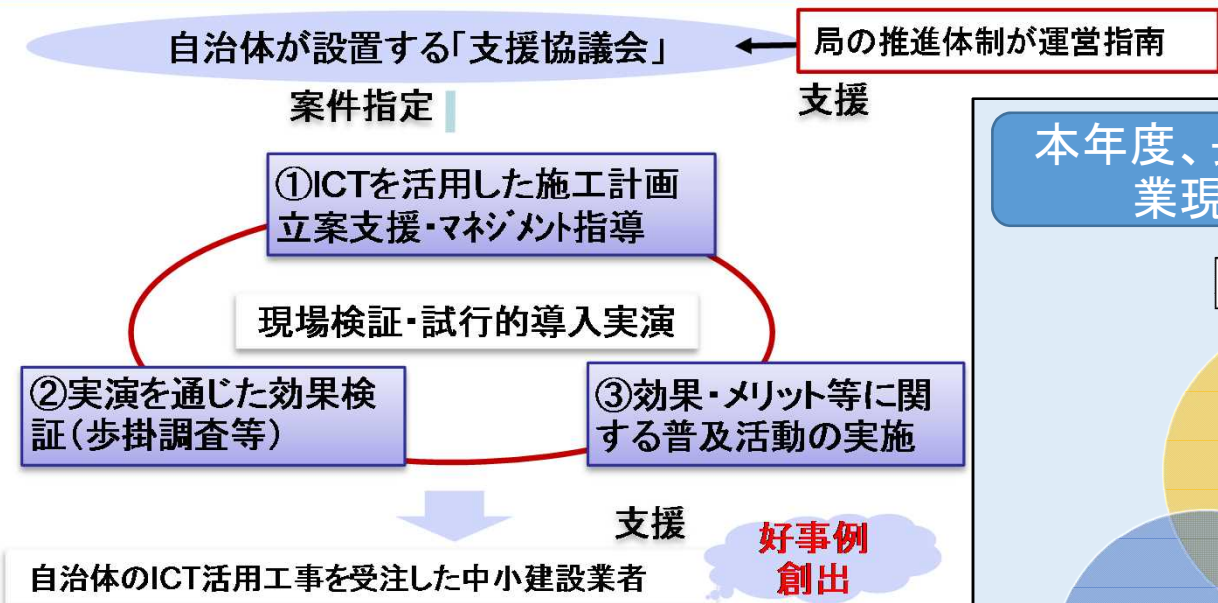 自治体が設置する「支援協議会」
局の推進体制が運営指南
案件指定
支援
①ICTを活用した施工計画
立案支援・マネジメント指導
現場検証・試行的導入実演
②実演を通じた効果検
証(歩掛調査等)
③効果・メリット等に関
する普及活動の実施
支援
好事例
創出
自治体のICT活用工事を受注した中小建設業者
本年度、
業現